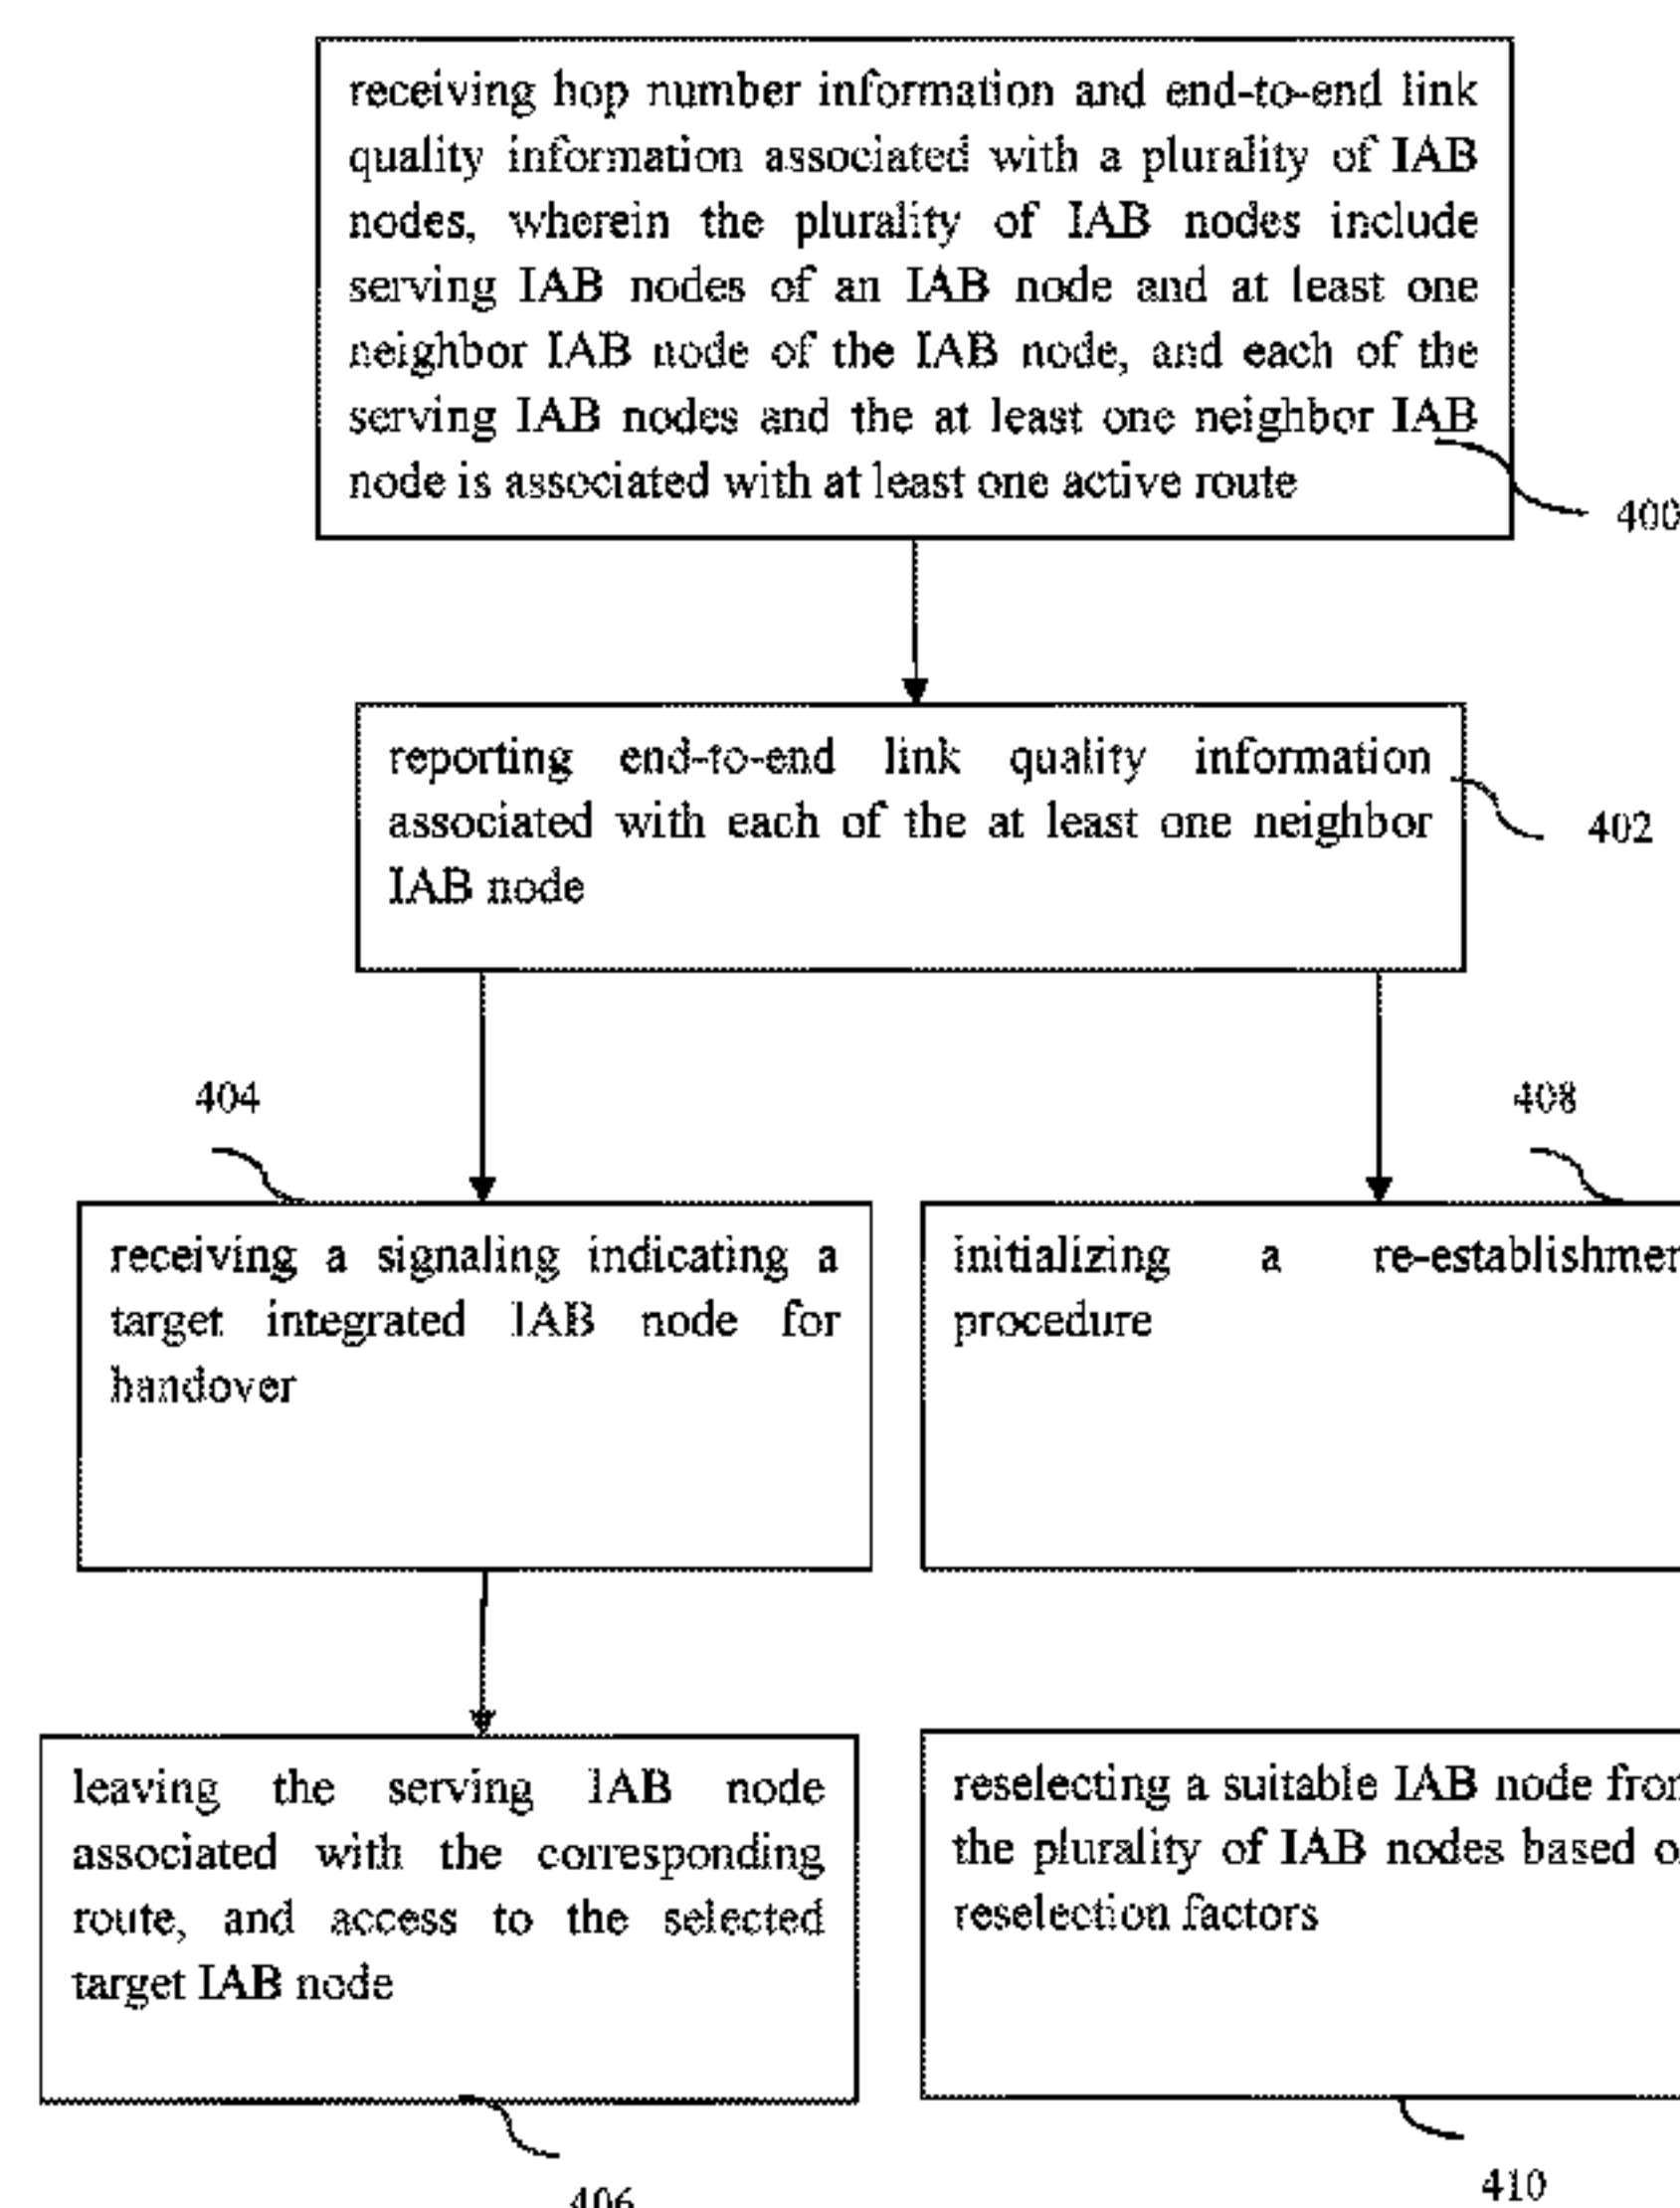 receiving hop number information and end-to-end link
quality information associated with a plurality of IAB
nodes, wherein the plurality of IAB nodes include
serving IAB nodes of an IAB node and at least one
neighbor IAB node of the IAB node, and each of the
serving IAB nodes and the at least one neighbor IAB
node is associated with at least one active route
400
reporting end-to-end link quality information
associated with each of the at least one neighbor
IAB node
402
404
receiving a signaling indicating a
target integrated IAB node for
handover
408
initializing a
procedure
leaving the serving IAB node
associated with the corresponding
route, and access to the selected
target IAB node
406
reselecting a suitable IAB node
the plurality of IAB nodes based
reselection factors
410